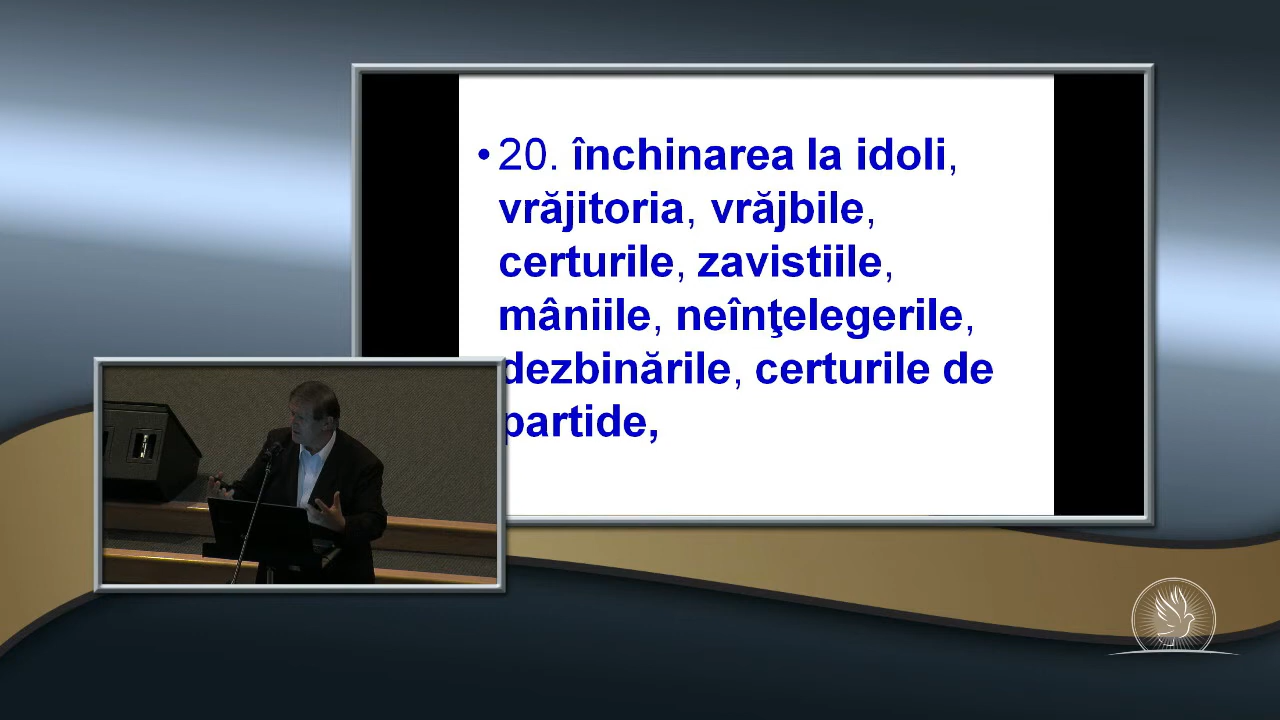 • 20. închinarea la idoli,
vrăjitoria, vrăjbile,
certurile, zavistiile,
mâniile, neînţelegerile,
dezbinările, certurile de
partide,